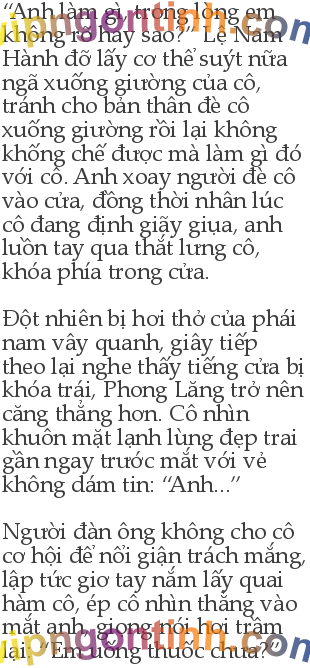 “Anh làm gì, trong lòng em
không rõ hay sao?” Lệ Nam
Hành đỡ lấy cơ thể suýt nữa
ngã xuống giường của cô,
tránh cho bản thân đè cô
xuống giường rồi lại không
khống chế được mà làm gì đó
với cô. Anh xoay người đè cô
vào cửa, đồng thời nhân lúc
cô đang định giãy giụa, anh
luồn tay qua thắt lưng cô,
khóa phía trong cửa.
Đột nhiên bị hơi thở của phái
nam vây quanh, giây tiếp
theo lại nghe thấy tiếng cửa bị
khóa trái, Phong Lăng trở nên
căng thẳng hơn. Cô nhìn
khuôn mặt lạnh lùng đẹp trai
gần ngay trước mắt với vẻ
không dám tin: “Anh...”
Người đàn ông không cho cô
cơ hội để nổi giận trách mắng,
lập tức giơ tay nắm lấy quai
hàm cô, ép cô nhìn thẳng vào
mắt anh, giọng nói hơi trầm
lại: “Em uống thuốc chưa?”